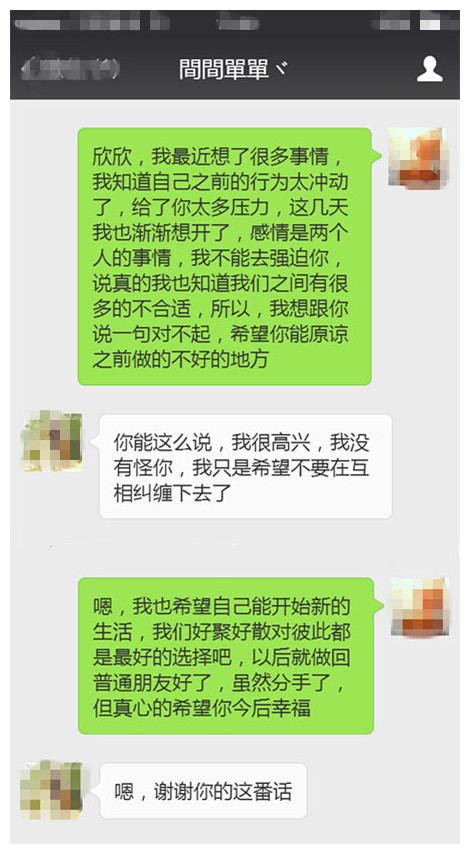 間間單單ヾ
欣欣，我最近想了很多事情，
我知道自己之前的行为太冲动
了，给了你太多压力，这几天
我也渐渐想开了，感情是两个
人的事情，我不能去强迫你，
说真的我也知道我们之间有很
多的不合适，所以，我想跟你
说一句对不起，希望你能原谅
之前做的不好的地方
你能这么说，我很高兴，我没
有怪你，我只是希望不要在互
相纠缠下去了
嗯，我也希望自己能开始新的
生活，我们好聚好散对彼此都
是最好的选择吧，以后就做回
普通朋友好了，虽然分手了，
但真心的希望你今后幸福
嗯，谢谢你的这番话